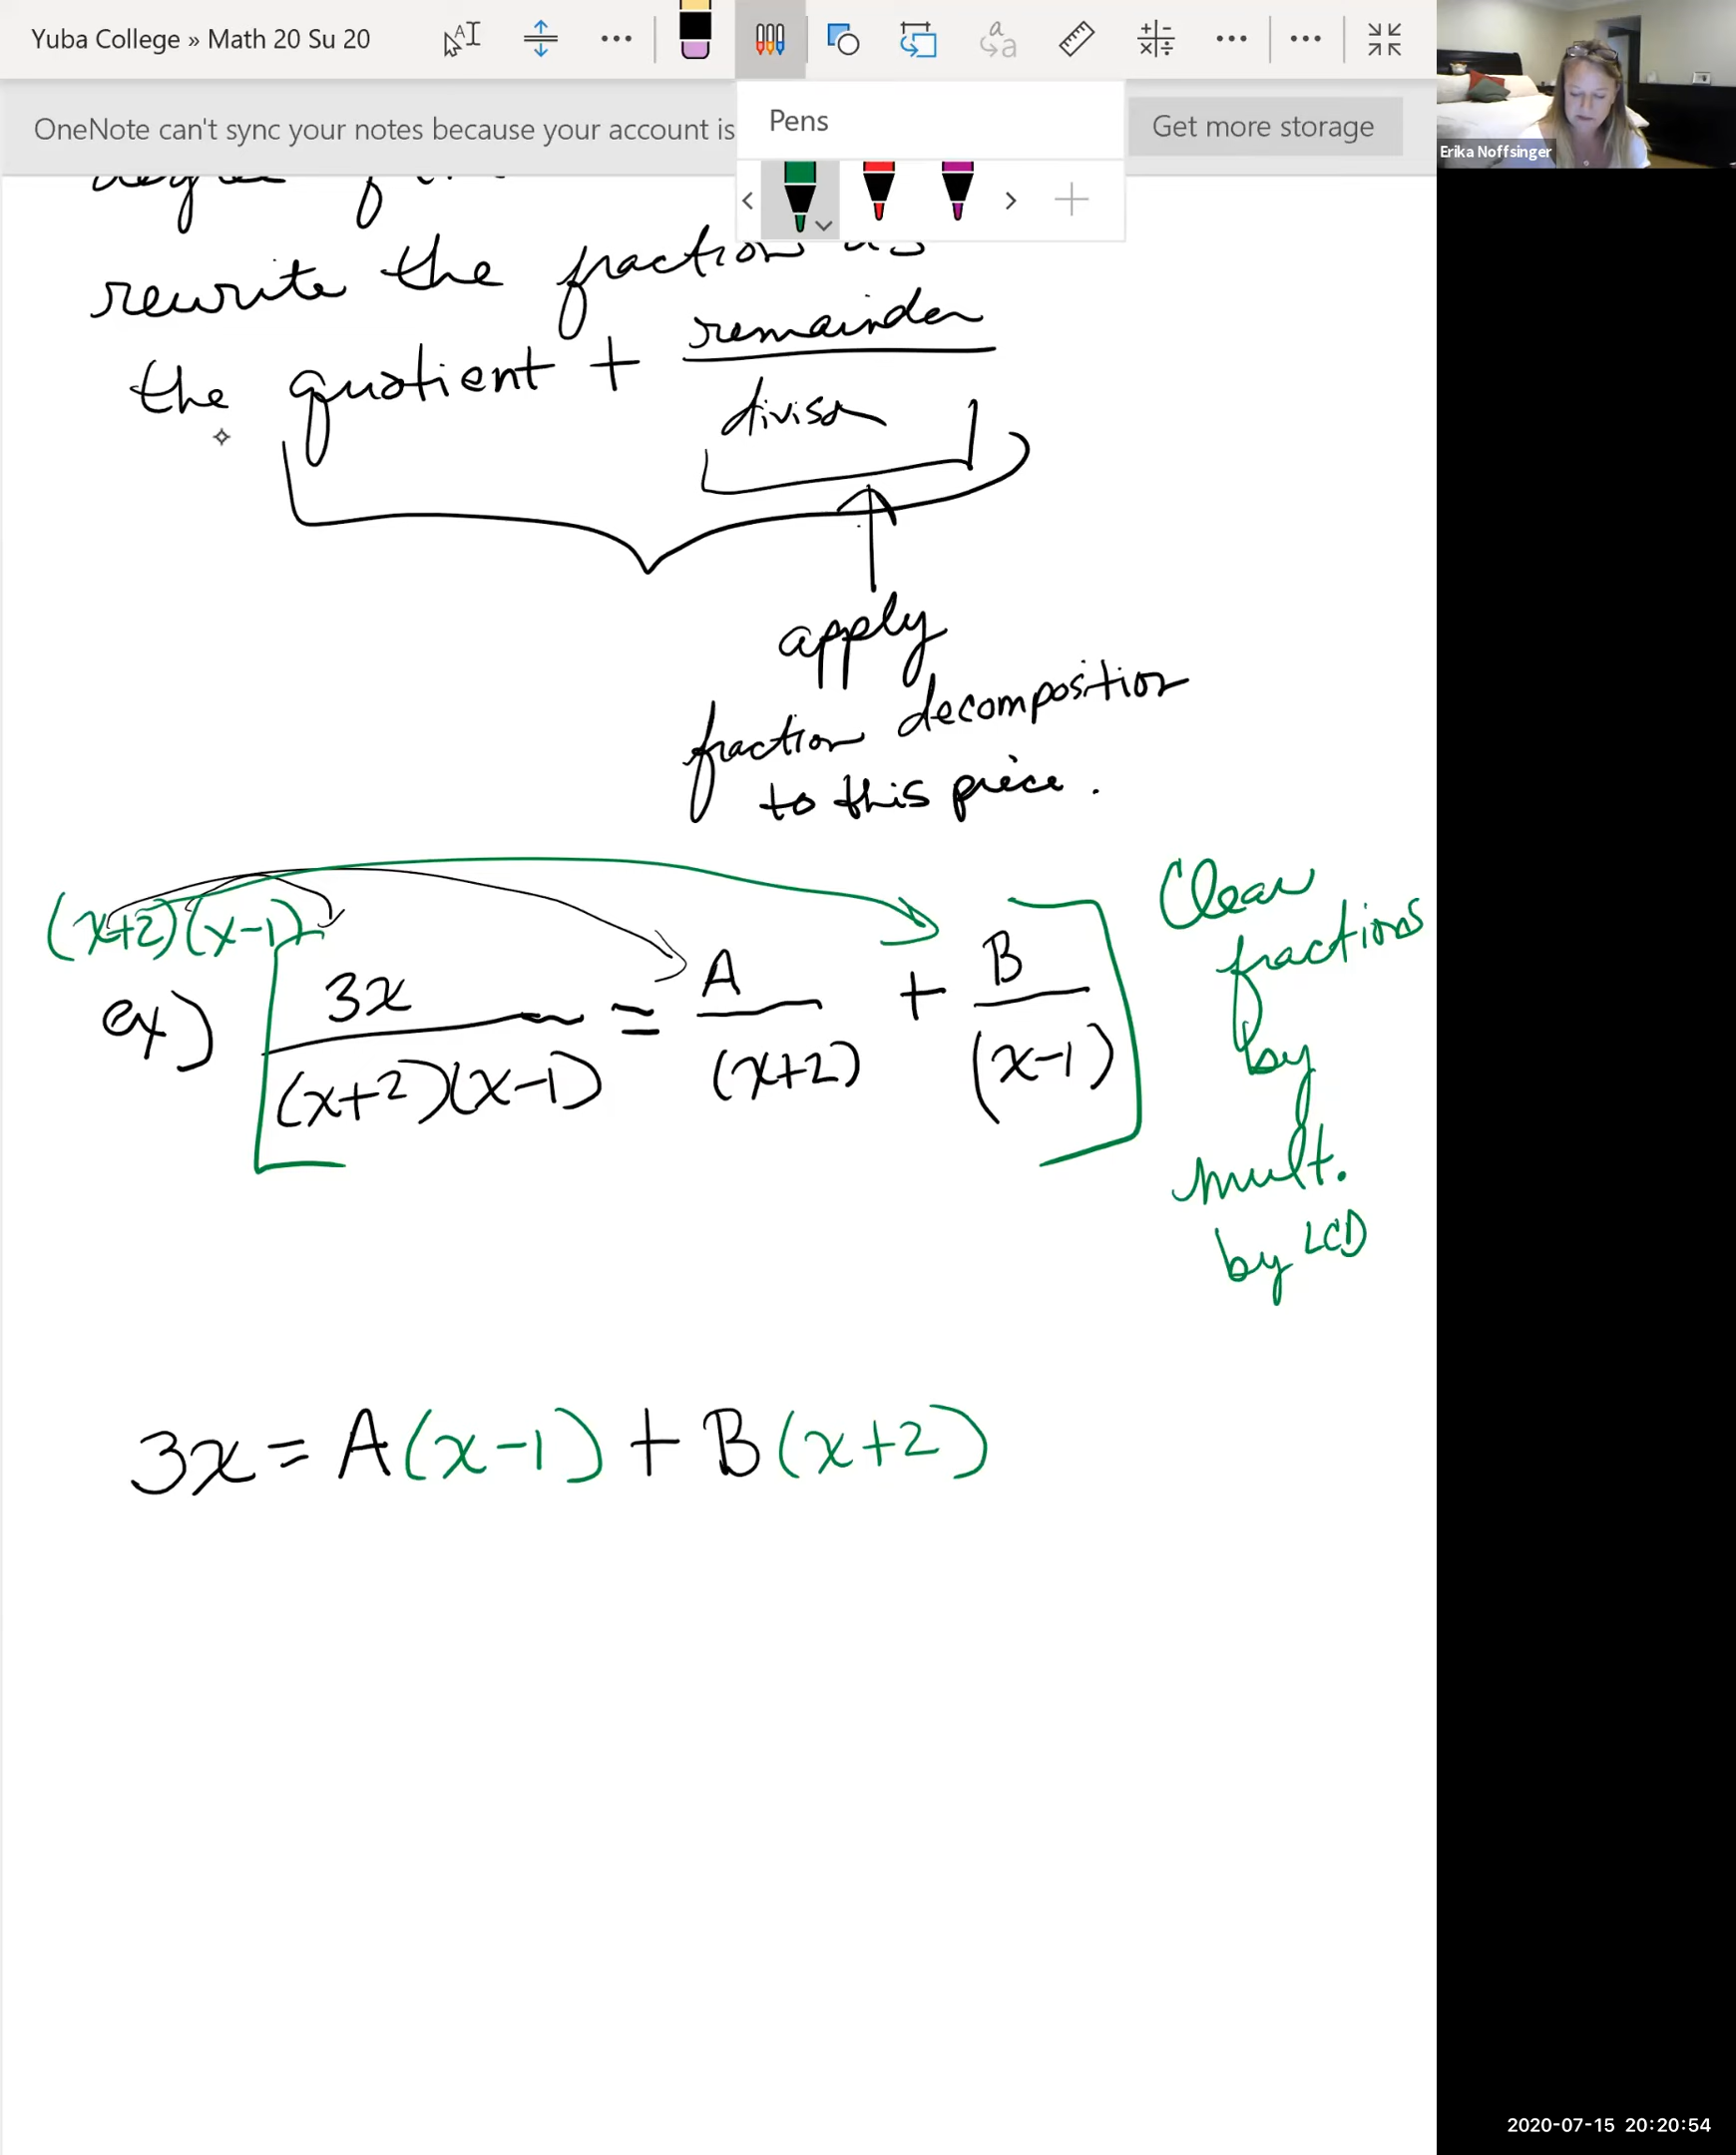 Yuba College » Math 20 Su 20
OneNote can't sync your notes because your account is
Pens
Get more storage
Erika Noffsinger
rewrite the fraction as
the quotient + remainder
divisor
apply
fraction decomposition
to this piece.
(x+2)(x-1)
ex) 3x = A + B
(x+2)(x-1) (x+2) (x-1)
Clear
fractions
by
mult.
by LCD
3x = A(x-1) + B(x+2)
2020-07-15 20:20:54